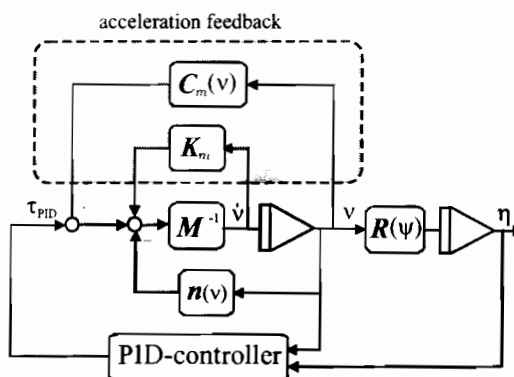 acceleration feedback
C_m(ν)
K_m
τ_PID
M^-1
ν̇
ν
R(ψ)
η
n(ν)
PID-controller